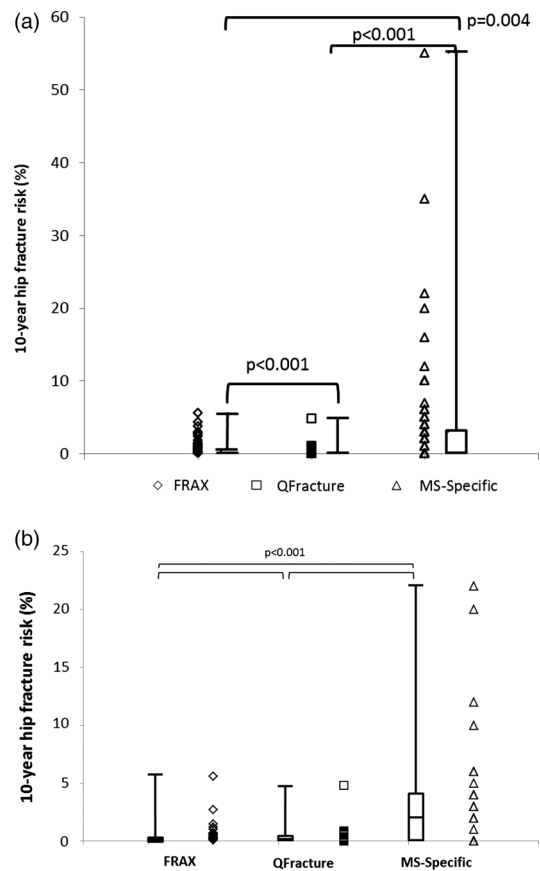 (a)
60
p=0.004
p<0.001
50
40
30
20
10
0
10-year hip fracture risk (%)
p<0.001
FRAX QFracture MS-Specific
(b)
25
p<0.001
20
15
10
5
0
10-year hip fracture risk (%)
FRAX QFracture MS-Specific